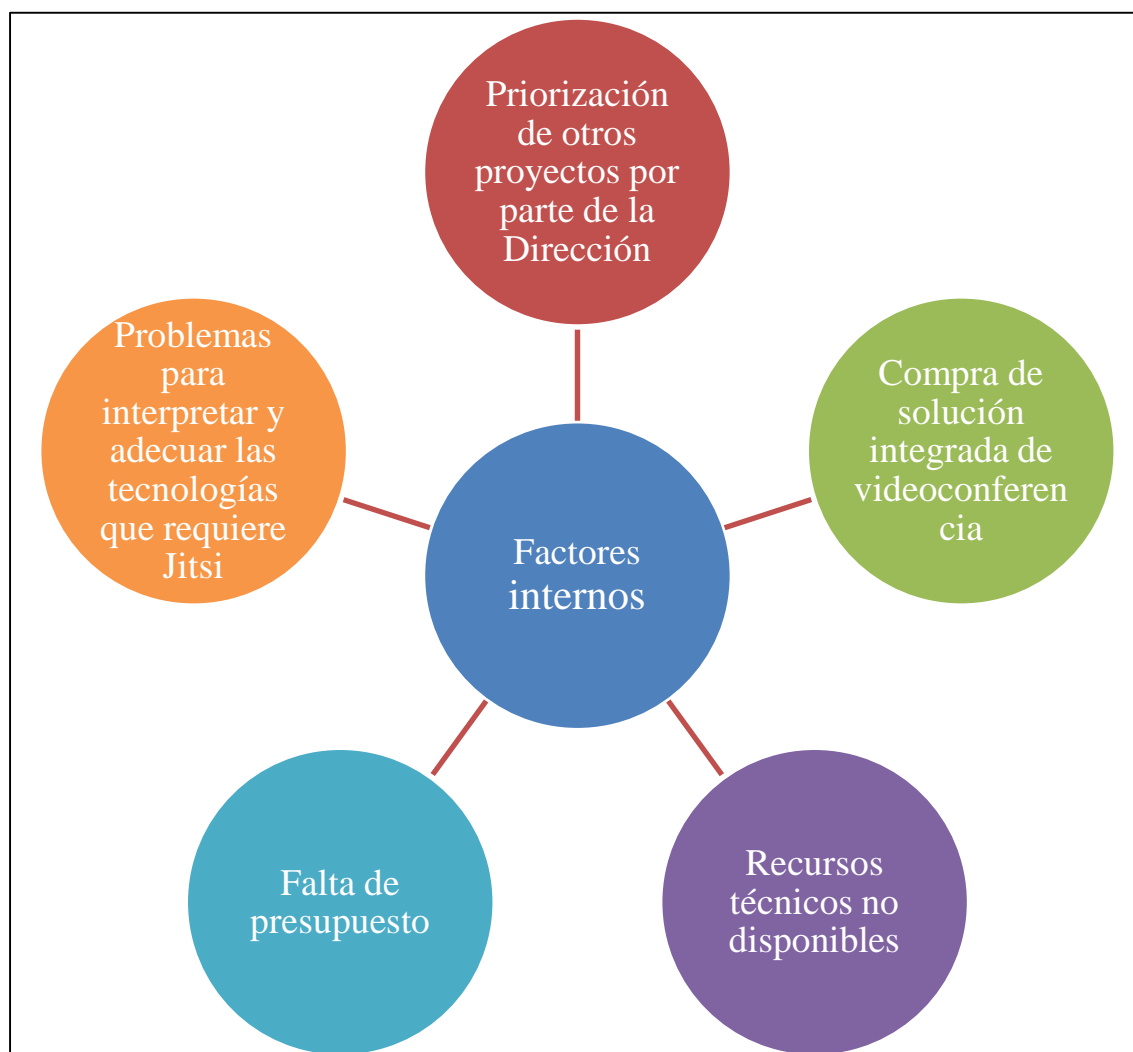 Priorización
de otros
proyectos por
parte de la
Dirección
Compra de
solución
integrada de
videoconferen
cia
Recursos
técnicos no
disponibles
Falta de
presupuesto
Problemas
para
interpretar y
adecuar las
tecnologías
que requiere
Jitsi
Factores
internos